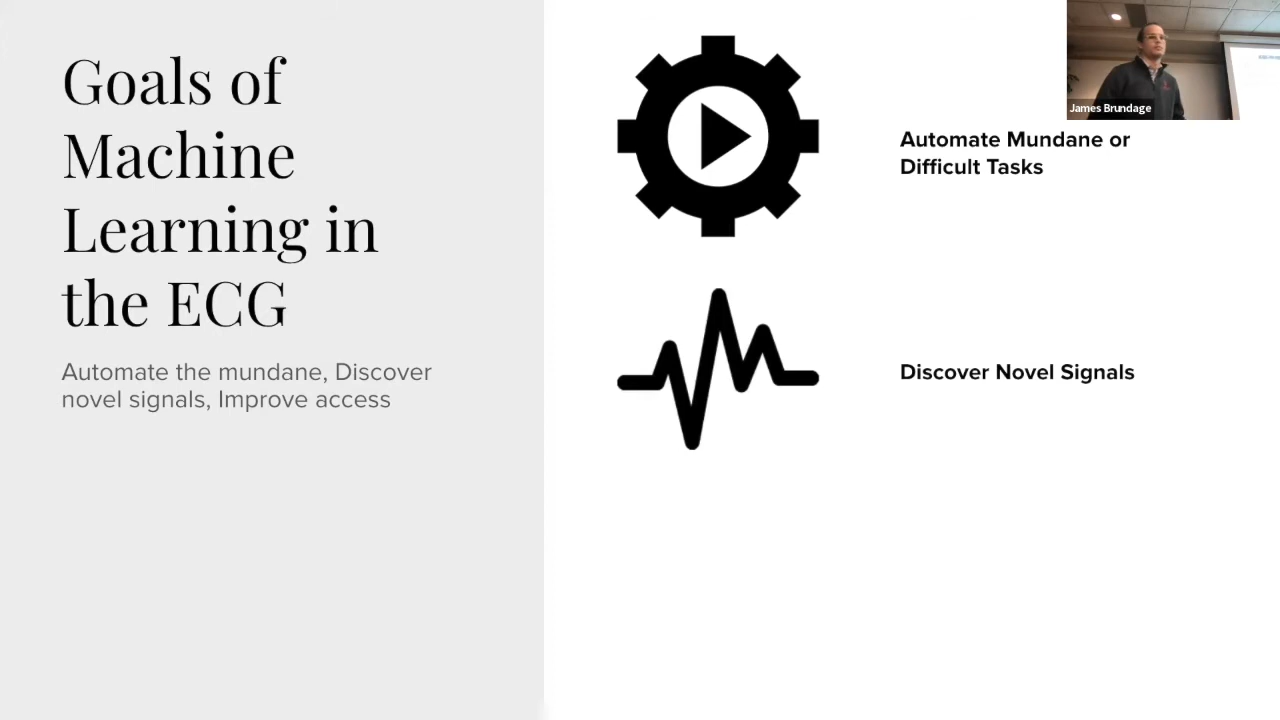 Goals of
Machine
Learning in
the ECG
Automate the mundane, Discover
novel signals, Improve access
James Brundage
Automate Mundane or
Difficult Tasks
Discover Novel Signals